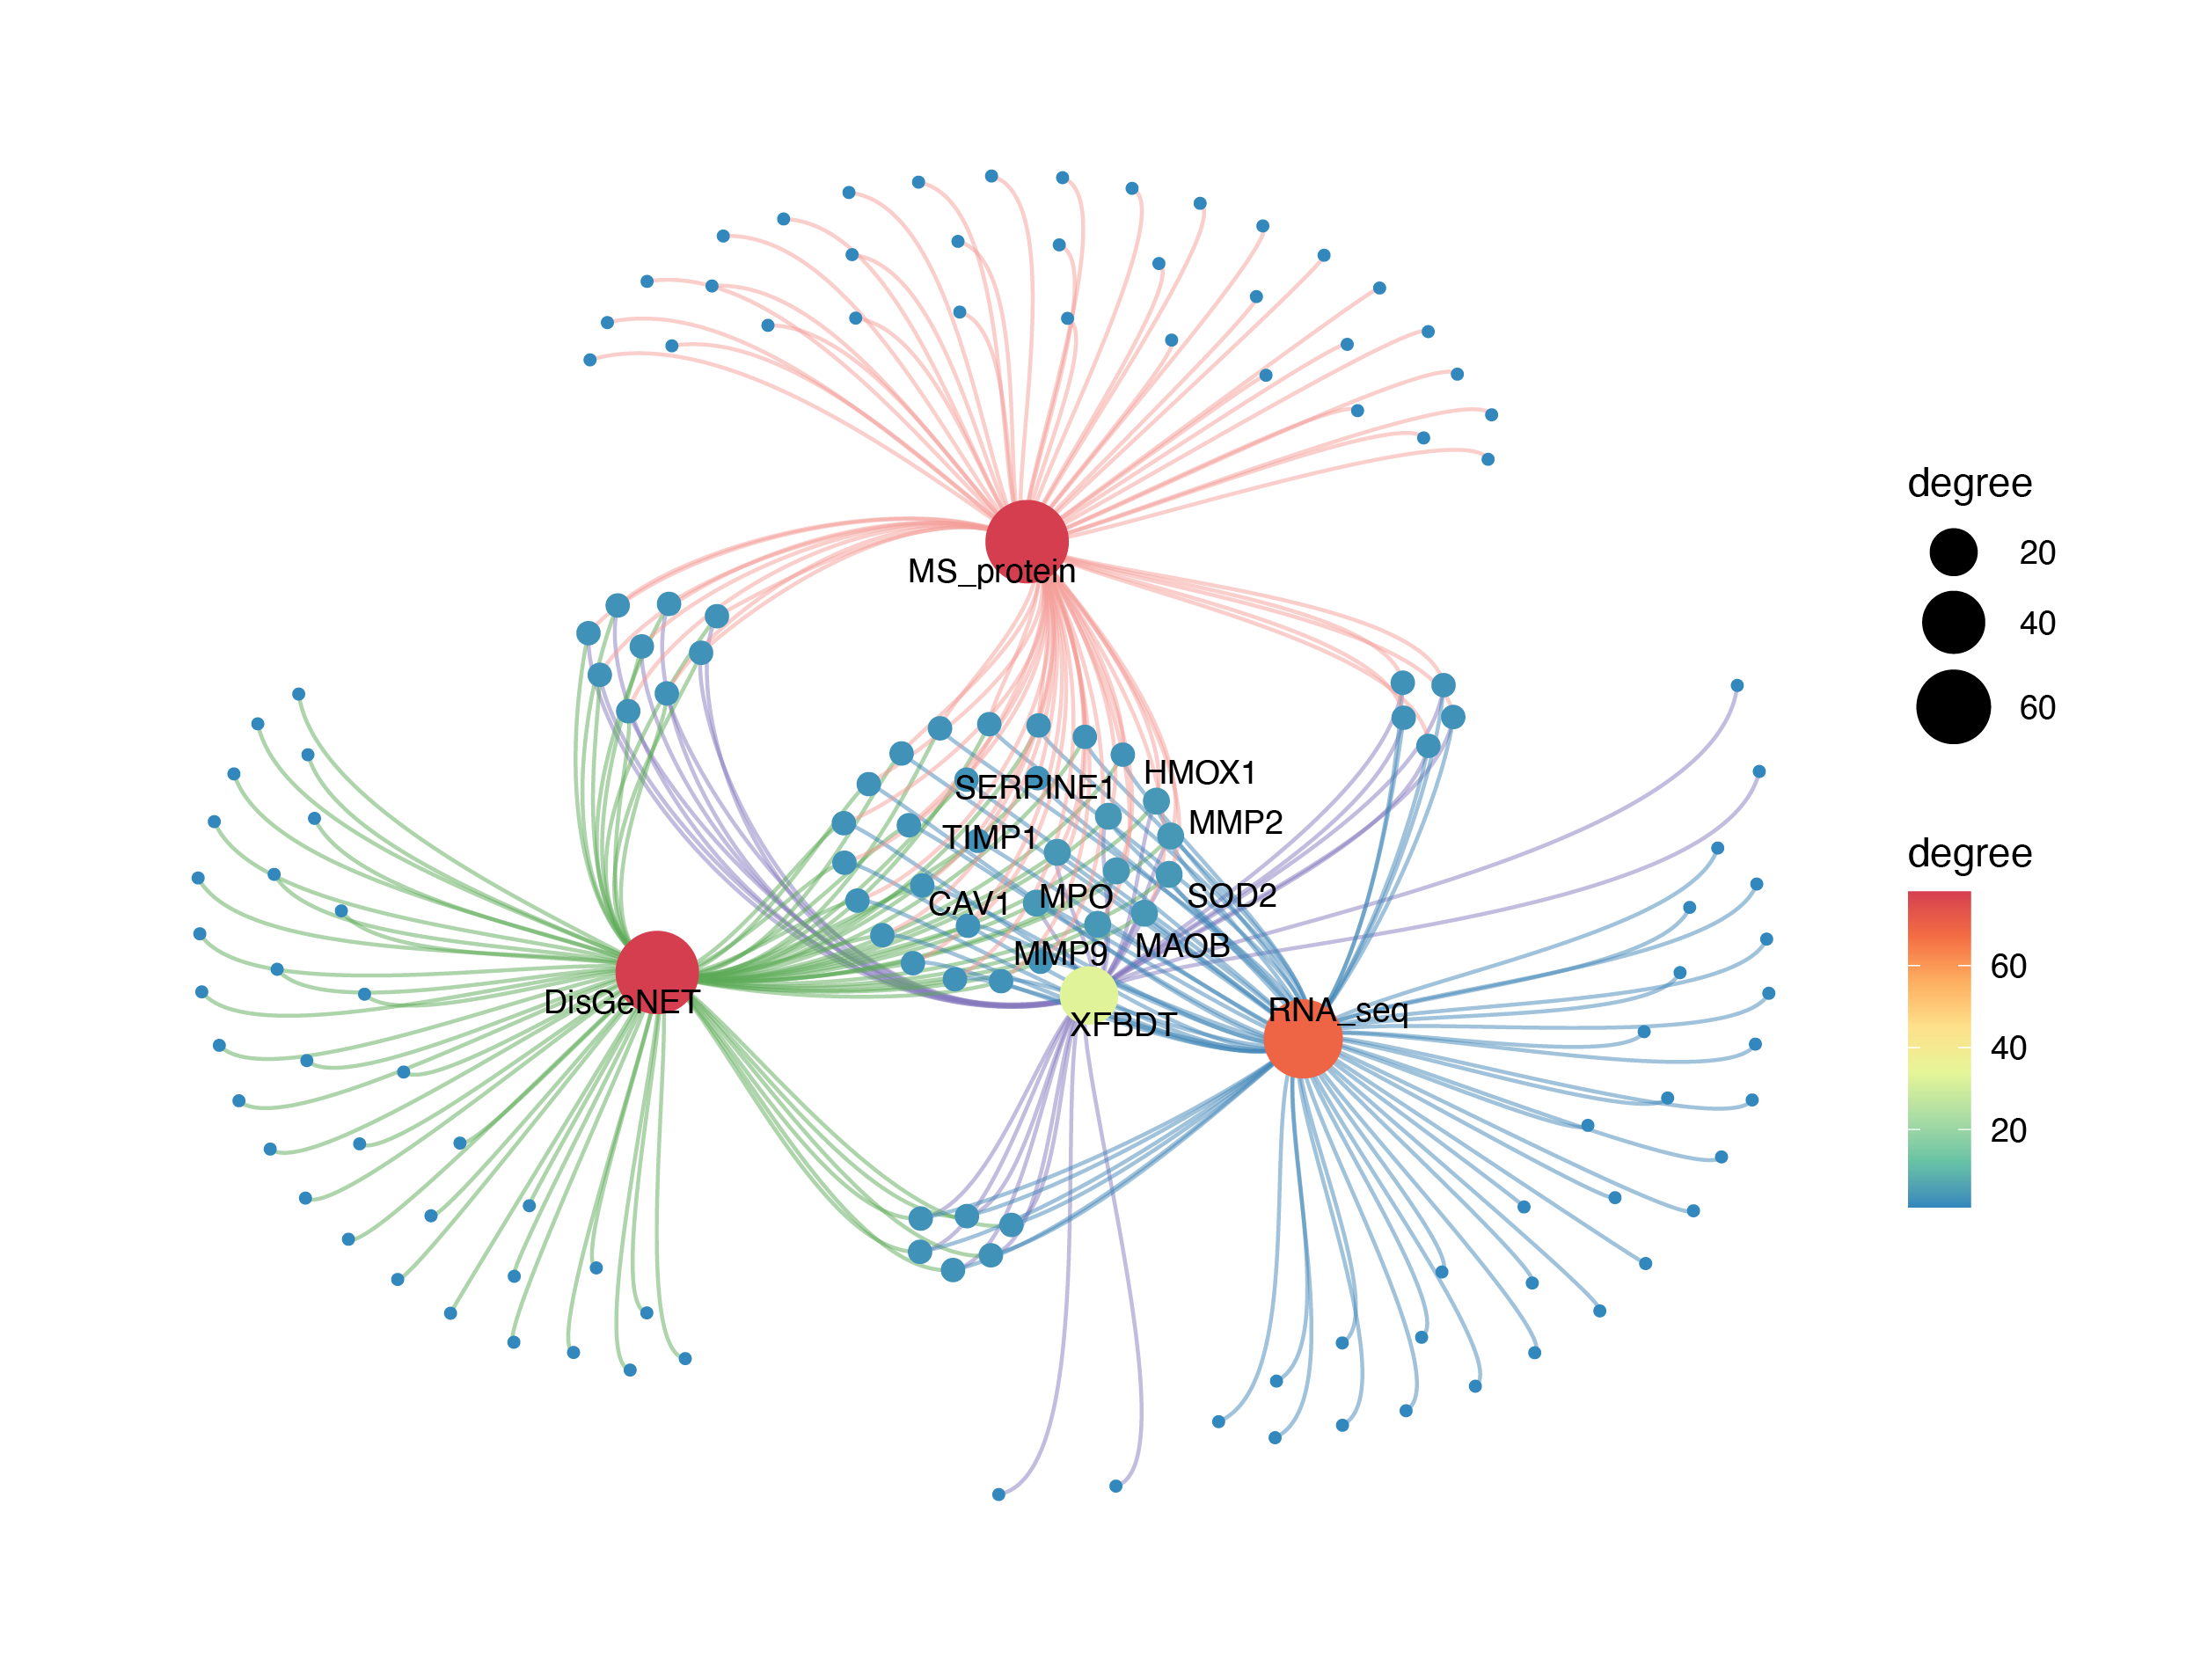 MS_protein
HMOX1
SERPINE1
MMP2
TIMP1
MPO
SOD2
CAV1
MAOB
MMP9
DisGeNET
RNA_seq
XFBDT
degree
20
40
60
degree
60
40
20